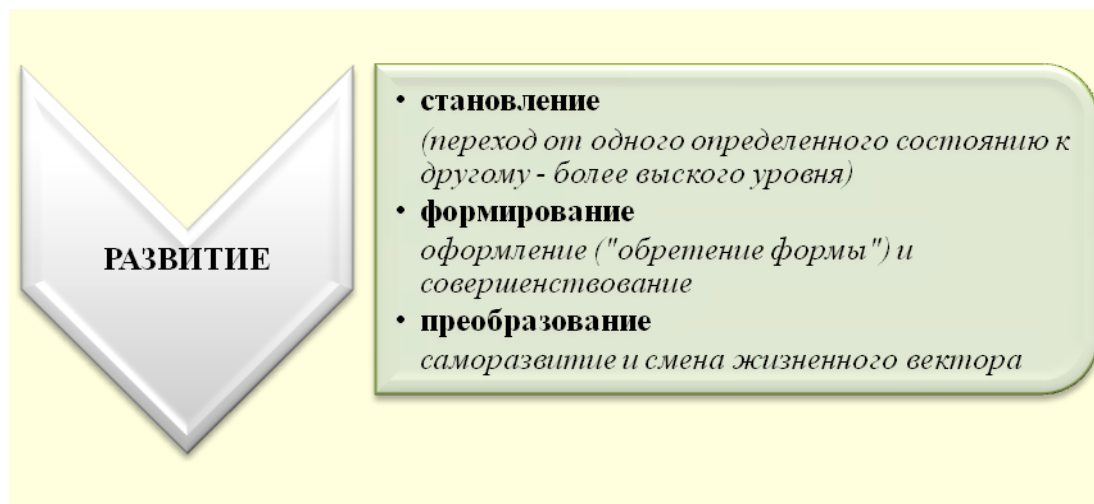 РАЗВИТИЕ
• становление
(переход от одного определенного состоянию к
другому - более выского уровня)
• формирование
оформление ("обретение формы") и
совершенствование
• преобразование
саморазвитие и смена жизненного вектора